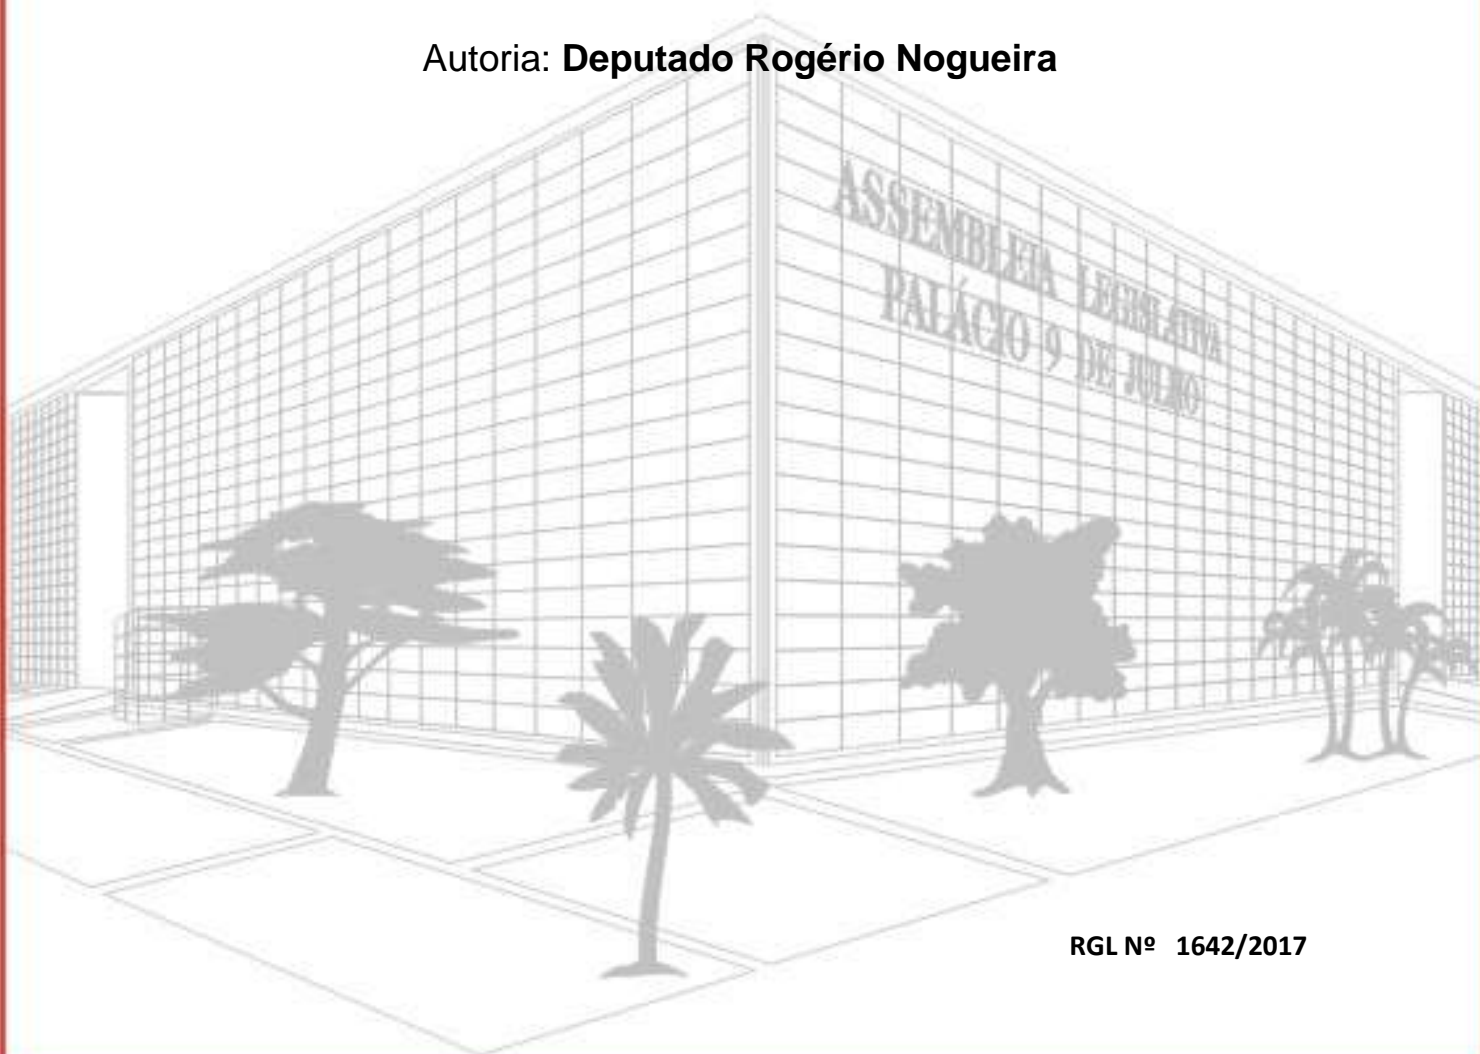 Autoria: Deputado Rogério Nogueira
ASSEMBLEIA LEGISLATIVA
PALÁCIO 9 DE JULHO
RGL Nº 1642/2017